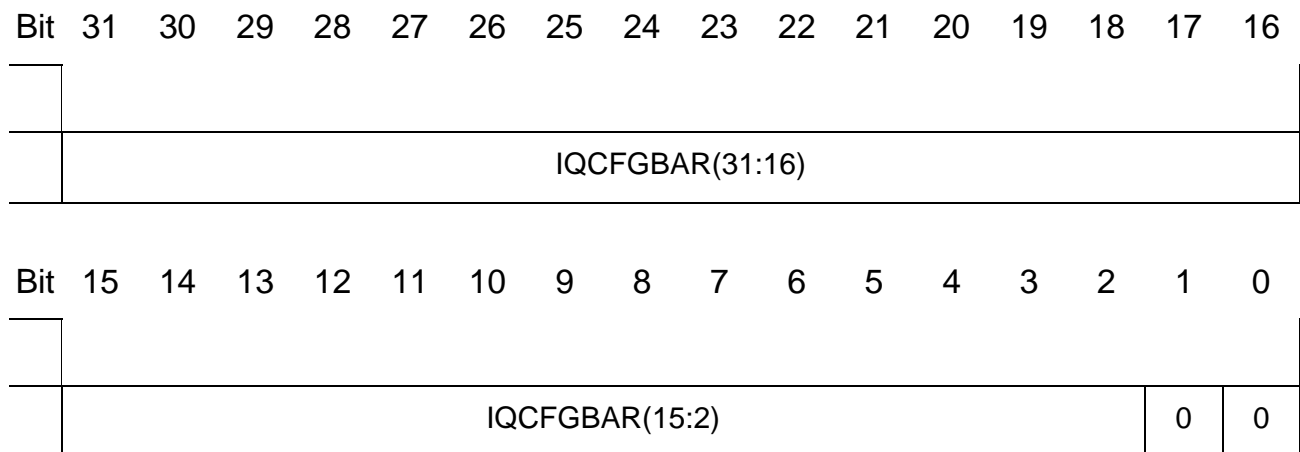 Bit 31 30 29 28 27 26 25 24 23 22 21 20 19 18 17 16
IQCFGBAR(31:16)
Bit 15 14 13 12 11 10 9 8 7 6 5 4 3 2 1 0
IQCFGBAR(15:2) 0 0